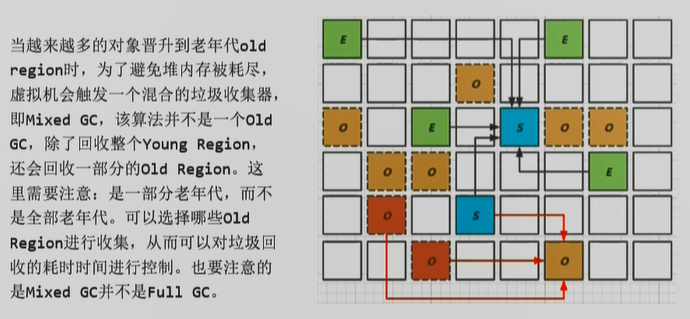 当越来越多的对象晋升到老年代old
region时，为了避免堆内存被耗尽，
虚拟机会触发一个混合的垃圾收集器，
即Mixed GC，该算法并不是一个Old
GC，除了回收整个Young Region，
还会回收一部分的Old Region。这
里需要注意：是一部分老年代，而不
是全部老年代。可以选择哪些Old
Region进行收集，从而可以对垃圾回
收的耗时时间进行控制。也要注意的
是Mixed GC并不是Full GC。
E E
O
O E S O O
O O E
O S
O O